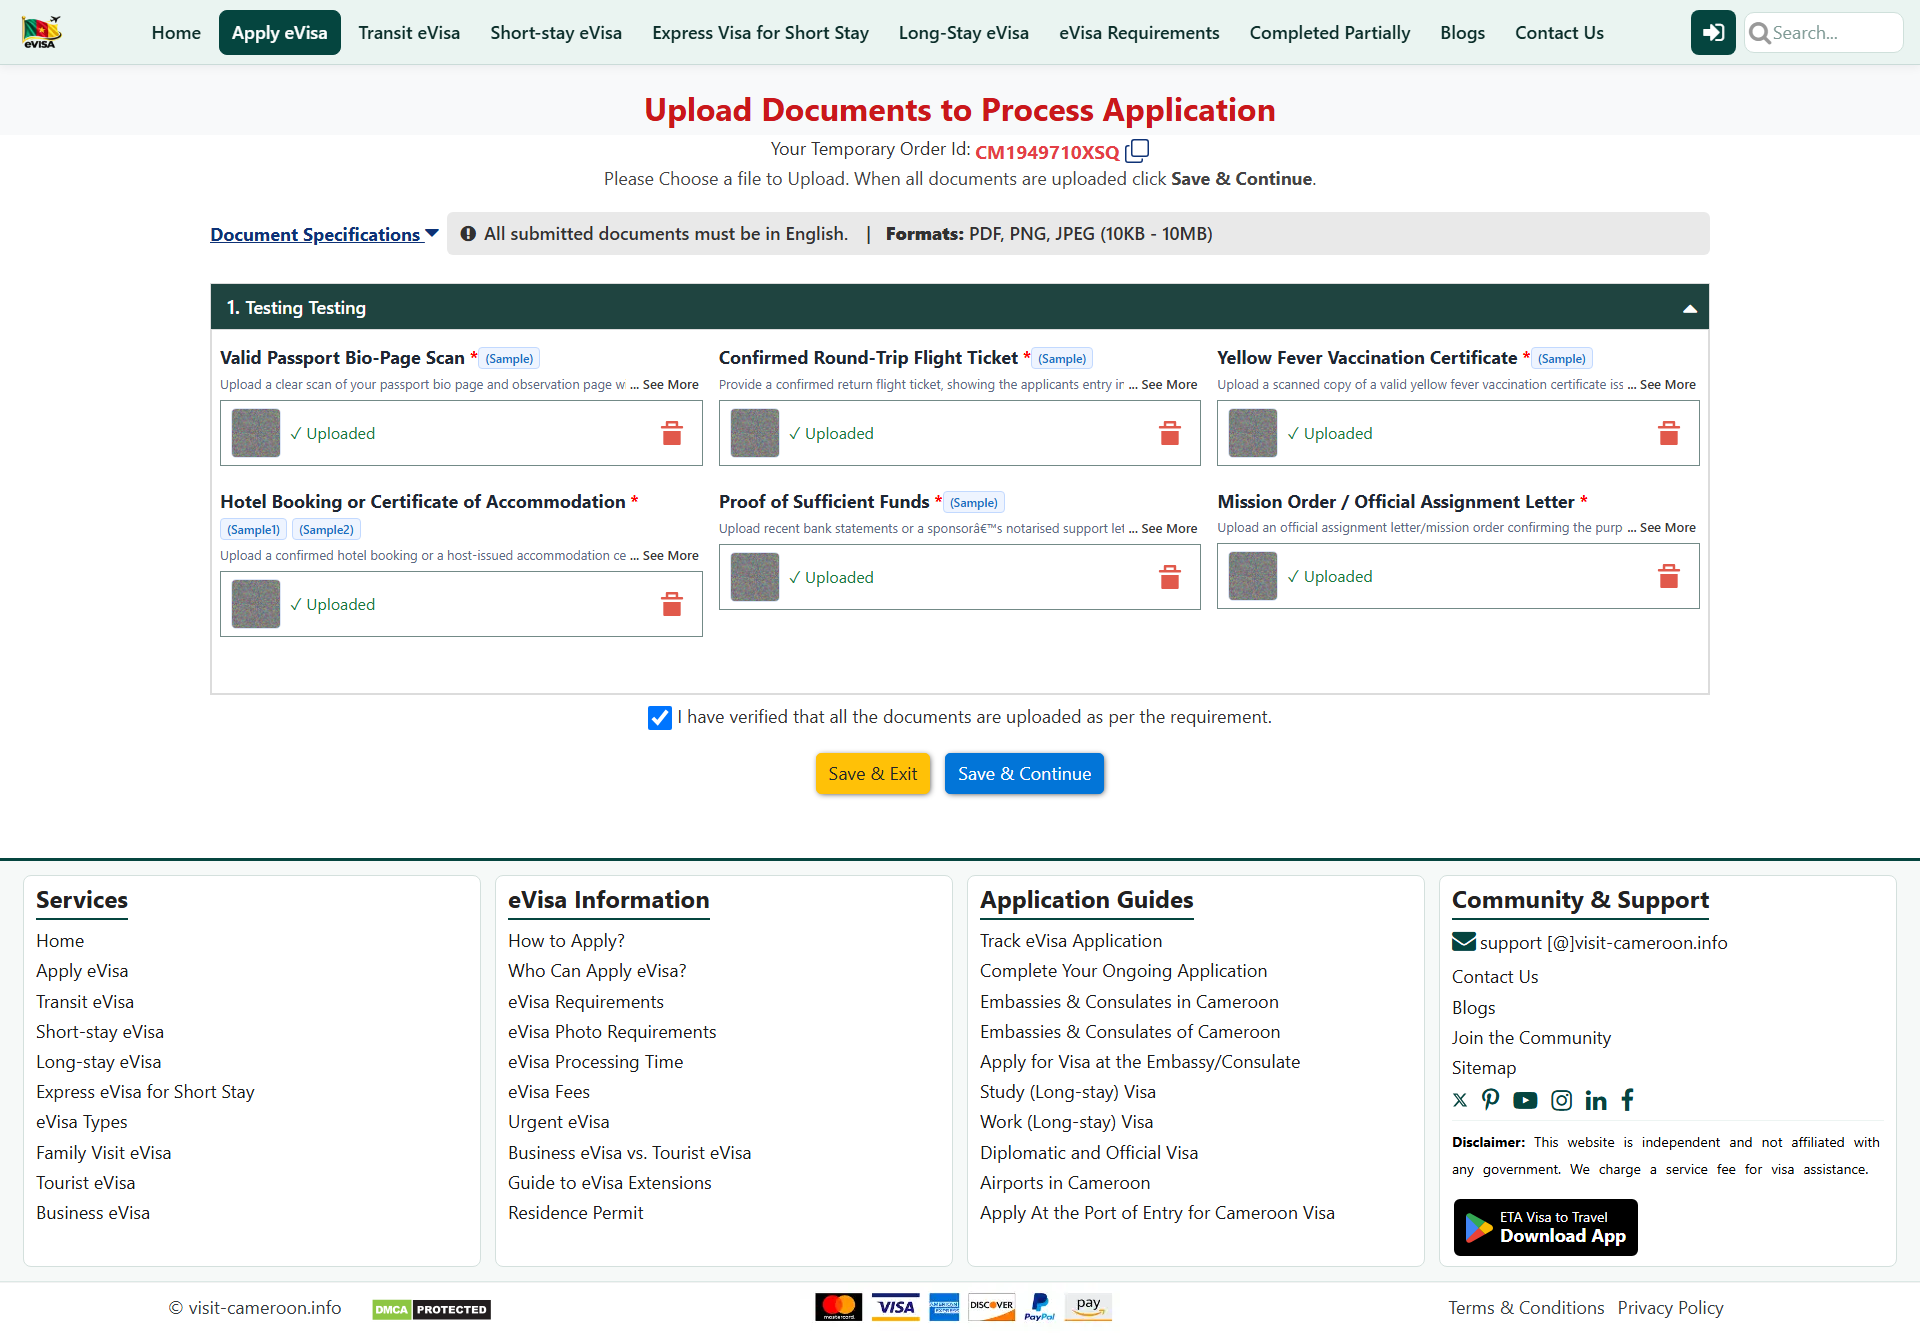 eVISA
Home
Apply eVisa
Transit eVisa
Short-stay eVisa
Express Visa for Short Stay
Long-Stay eVisa
eVisa Requirements
Completed Partially
Blogs
Contact Us
Search...
Upload Documents to Process Application
Your Temporary Order Id: CM1949710XSQ
Please Choose a file to Upload. When all documents are uploaded click Save & Continue.
Document Specifications
All submitted documents must be in English. | Formats: PDF, PNG, JPEG (10KB - 10MB)
1. Testing Testing
Valid Passport Bio-Page Scan * (Sample)
Upload a clear scan of your passport bio page and observation page w ... See More
✓ Uploaded
Confirmed Round-Trip Flight Ticket * (Sample)
Provide a confirmed return flight ticket, showing the applicants entry ir ... See More
✓ Uploaded
Yellow Fever Vaccination Certificate * (Sample)
Upload a scanned copy of a valid yellow fever vaccination certificate iss ... See More
✓ Uploaded
Hotel Booking or Certificate of Accommodation *
(Sample1) (Sample2)
Upload a confirmed hotel booking or a host-issued accommodation ce ... See More
✓ Uploaded
Proof of Sufficient Funds * (Sample)
Upload recent bank statements or a sponsorâ€™s notarised support let ... See More
✓ Uploaded
Mission Order / Official Assignment Letter *
Upload an official assignment letter/mission order confirming the purp ... See More
✓ Uploaded
I have verified that all the documents are uploaded as per the requirement.
Save & Exit
Save & Continue
Services
Home
Apply eVisa
Transit eVisa
Short-stay eVisa
Long-stay eVisa
Express eVisa for Short Stay
eVisa Types
Family Visit eVisa
Tourist eVisa
Business eVisa
eVisa Information
How to Apply?
Who Can Apply eVisa?
eVisa Requirements
eVisa Photo Requirements
eVisa Processing Time
eVisa Fees
Urgent eVisa
Business eVisa vs. Tourist eVisa
Guide to eVisa Extensions
Residence Permit
Application Guides
Track eVisa Application
Complete Your Ongoing Application
Embassies & Consulates in Cameroon
Embassies & Consulates of Cameroon
Apply for Visa at the Embassy/Consulate
Study (Long-stay) Visa
Work (Long-stay) Visa
Diplomatic and Official Visa
Airports in Cameroon
Apply At the Port of Entry for Cameroon Visa
Community & Support
support [@]visit-cameroon.info
Contact Us
Blogs
Join the Community
Sitemap
Disclaimer: This website is independent and not affiliated with
any government. We charge a service fee for visa assistance.
ETA Visa to Travel
Download App
© visit-cameroon.info
DMCA PROTECTED
mastercard
VISA
AMERICAN EXPRESS
DISCOVER
PayPal
pay
Terms & Conditions
Privacy Policy